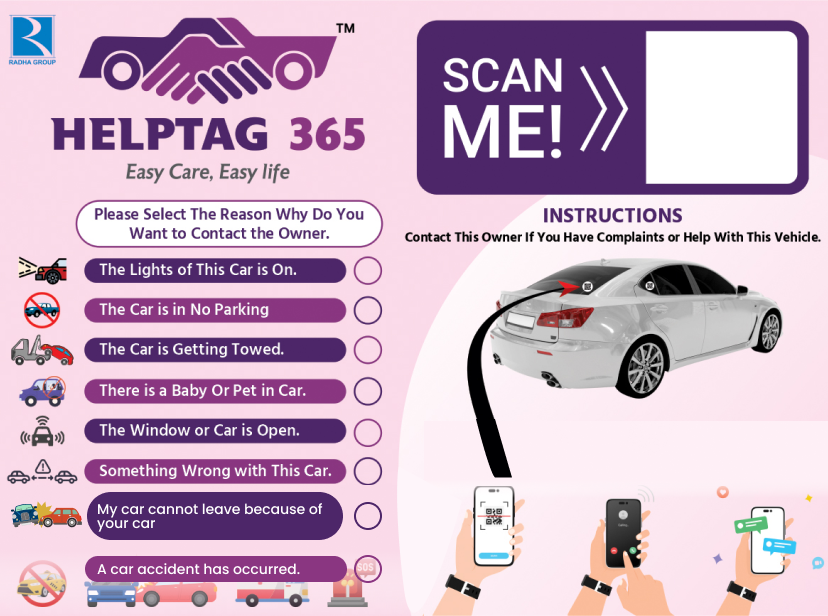 RADHA GROUP
TM
HELPTAG 365
Easy Care, Easy life
Please Select The Reason Why Do You
Want to Contact the Owner.
The Lights of This Car is On.
The Car is in No Parking
The Car is Getting Towed.
There is a Baby Or Pet in Car.
The Window or Car is Open.
Something Wrong with This Car.
My car cannot leave because of
your car
A car accident has occurred.
SOS
SCAN
ME!
INSTRUCTIONS
Contact This Owner If You Have Complaints or Help With This Vehicle.